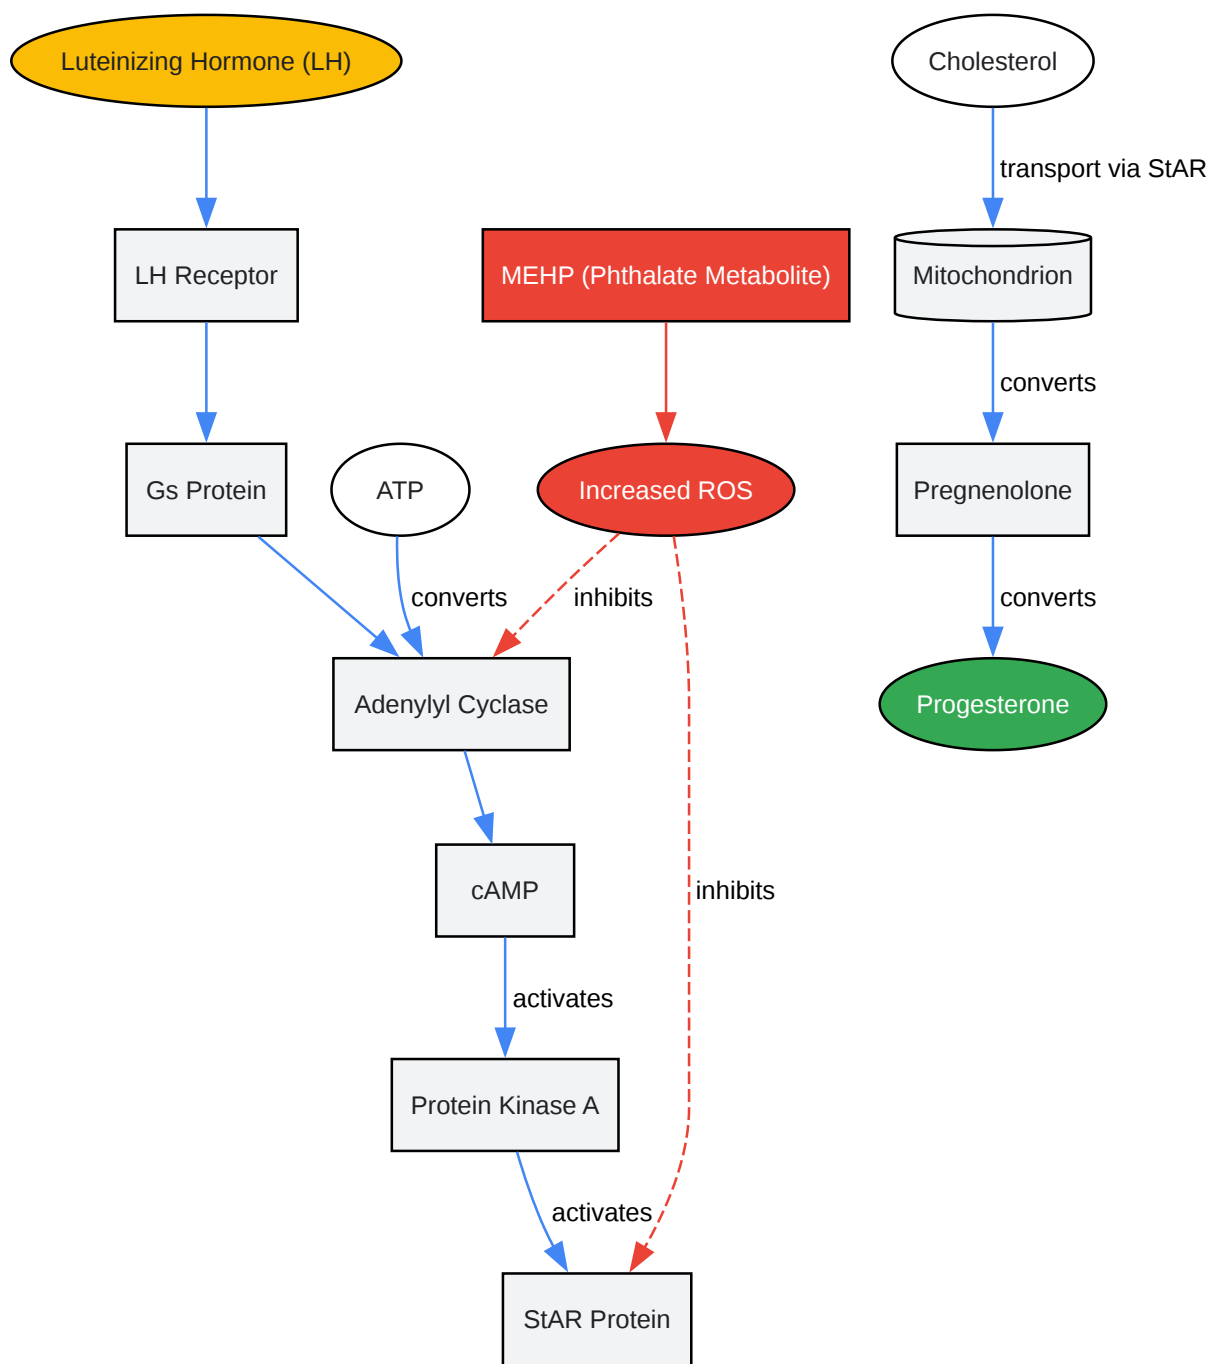 Luteinizing Hormone (LH)
Cholesterol
transport via StAR
LH Receptor
MEHP (Phthalate Metabolite)
Mitochondrion
converts
Gs Protein
ATP
Increased ROS
Pregnenolone
converts
inhibits
converts
Adenylyl Cyclase
Progesterone
cAMP
inhibits
activates
Protein Kinase A
activates
StAR Protein